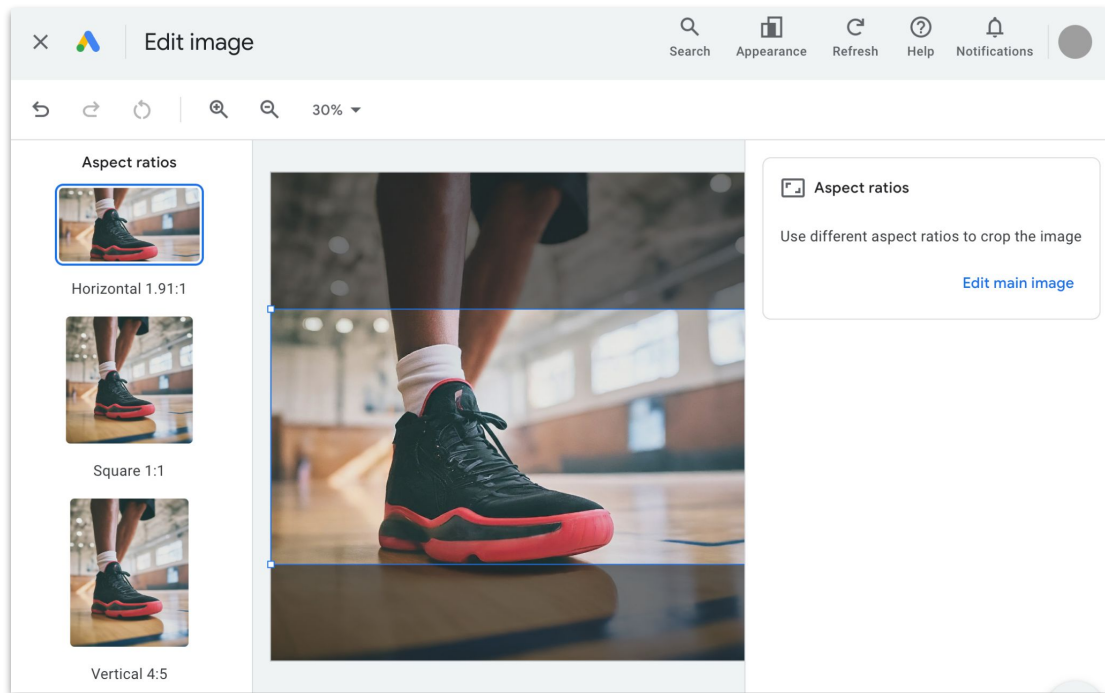 Edit image
Search
Appearance
Refresh
Help
Notifications
30%
Aspect ratios
Horizontal 1.91:1
Square 1:1
Vertical 4:5
Aspect ratios
Use different aspect ratios to crop the image
Edit main image